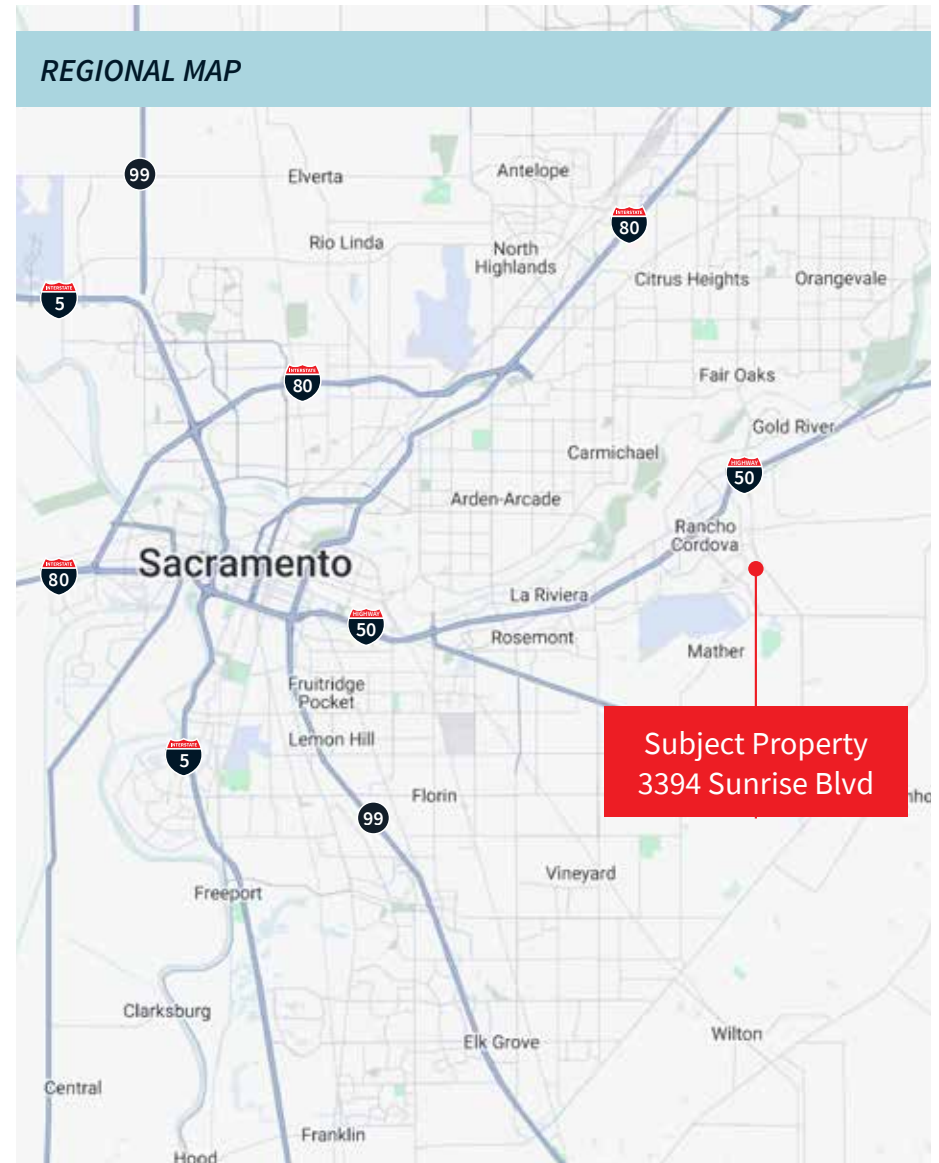 REGIONAL MAP
99
Elverta
Antelope
INTERSTATE
80
Rio Linda
North
Highlands
Citrus Heights
Orangevale
INTERSTATE
5
INTERSTATE
80
Fair Oaks
Gold River
Carmichael
HIGHWAY
50
Arden-Arcade
Rancho
Cordova
Sacramento
INTERSTATE
80
La Riviera
HIGHWAY
50
Rosemont
Mather
Fruitridge
Pocket
Lemon Hill
INTERSTATE
5
Subject Property
3394 Sunrise Blvd
Florin
99
Vineyard
Freeport
Clarksburg
Wilton
Elk Grove
Central
Franklin
Hood